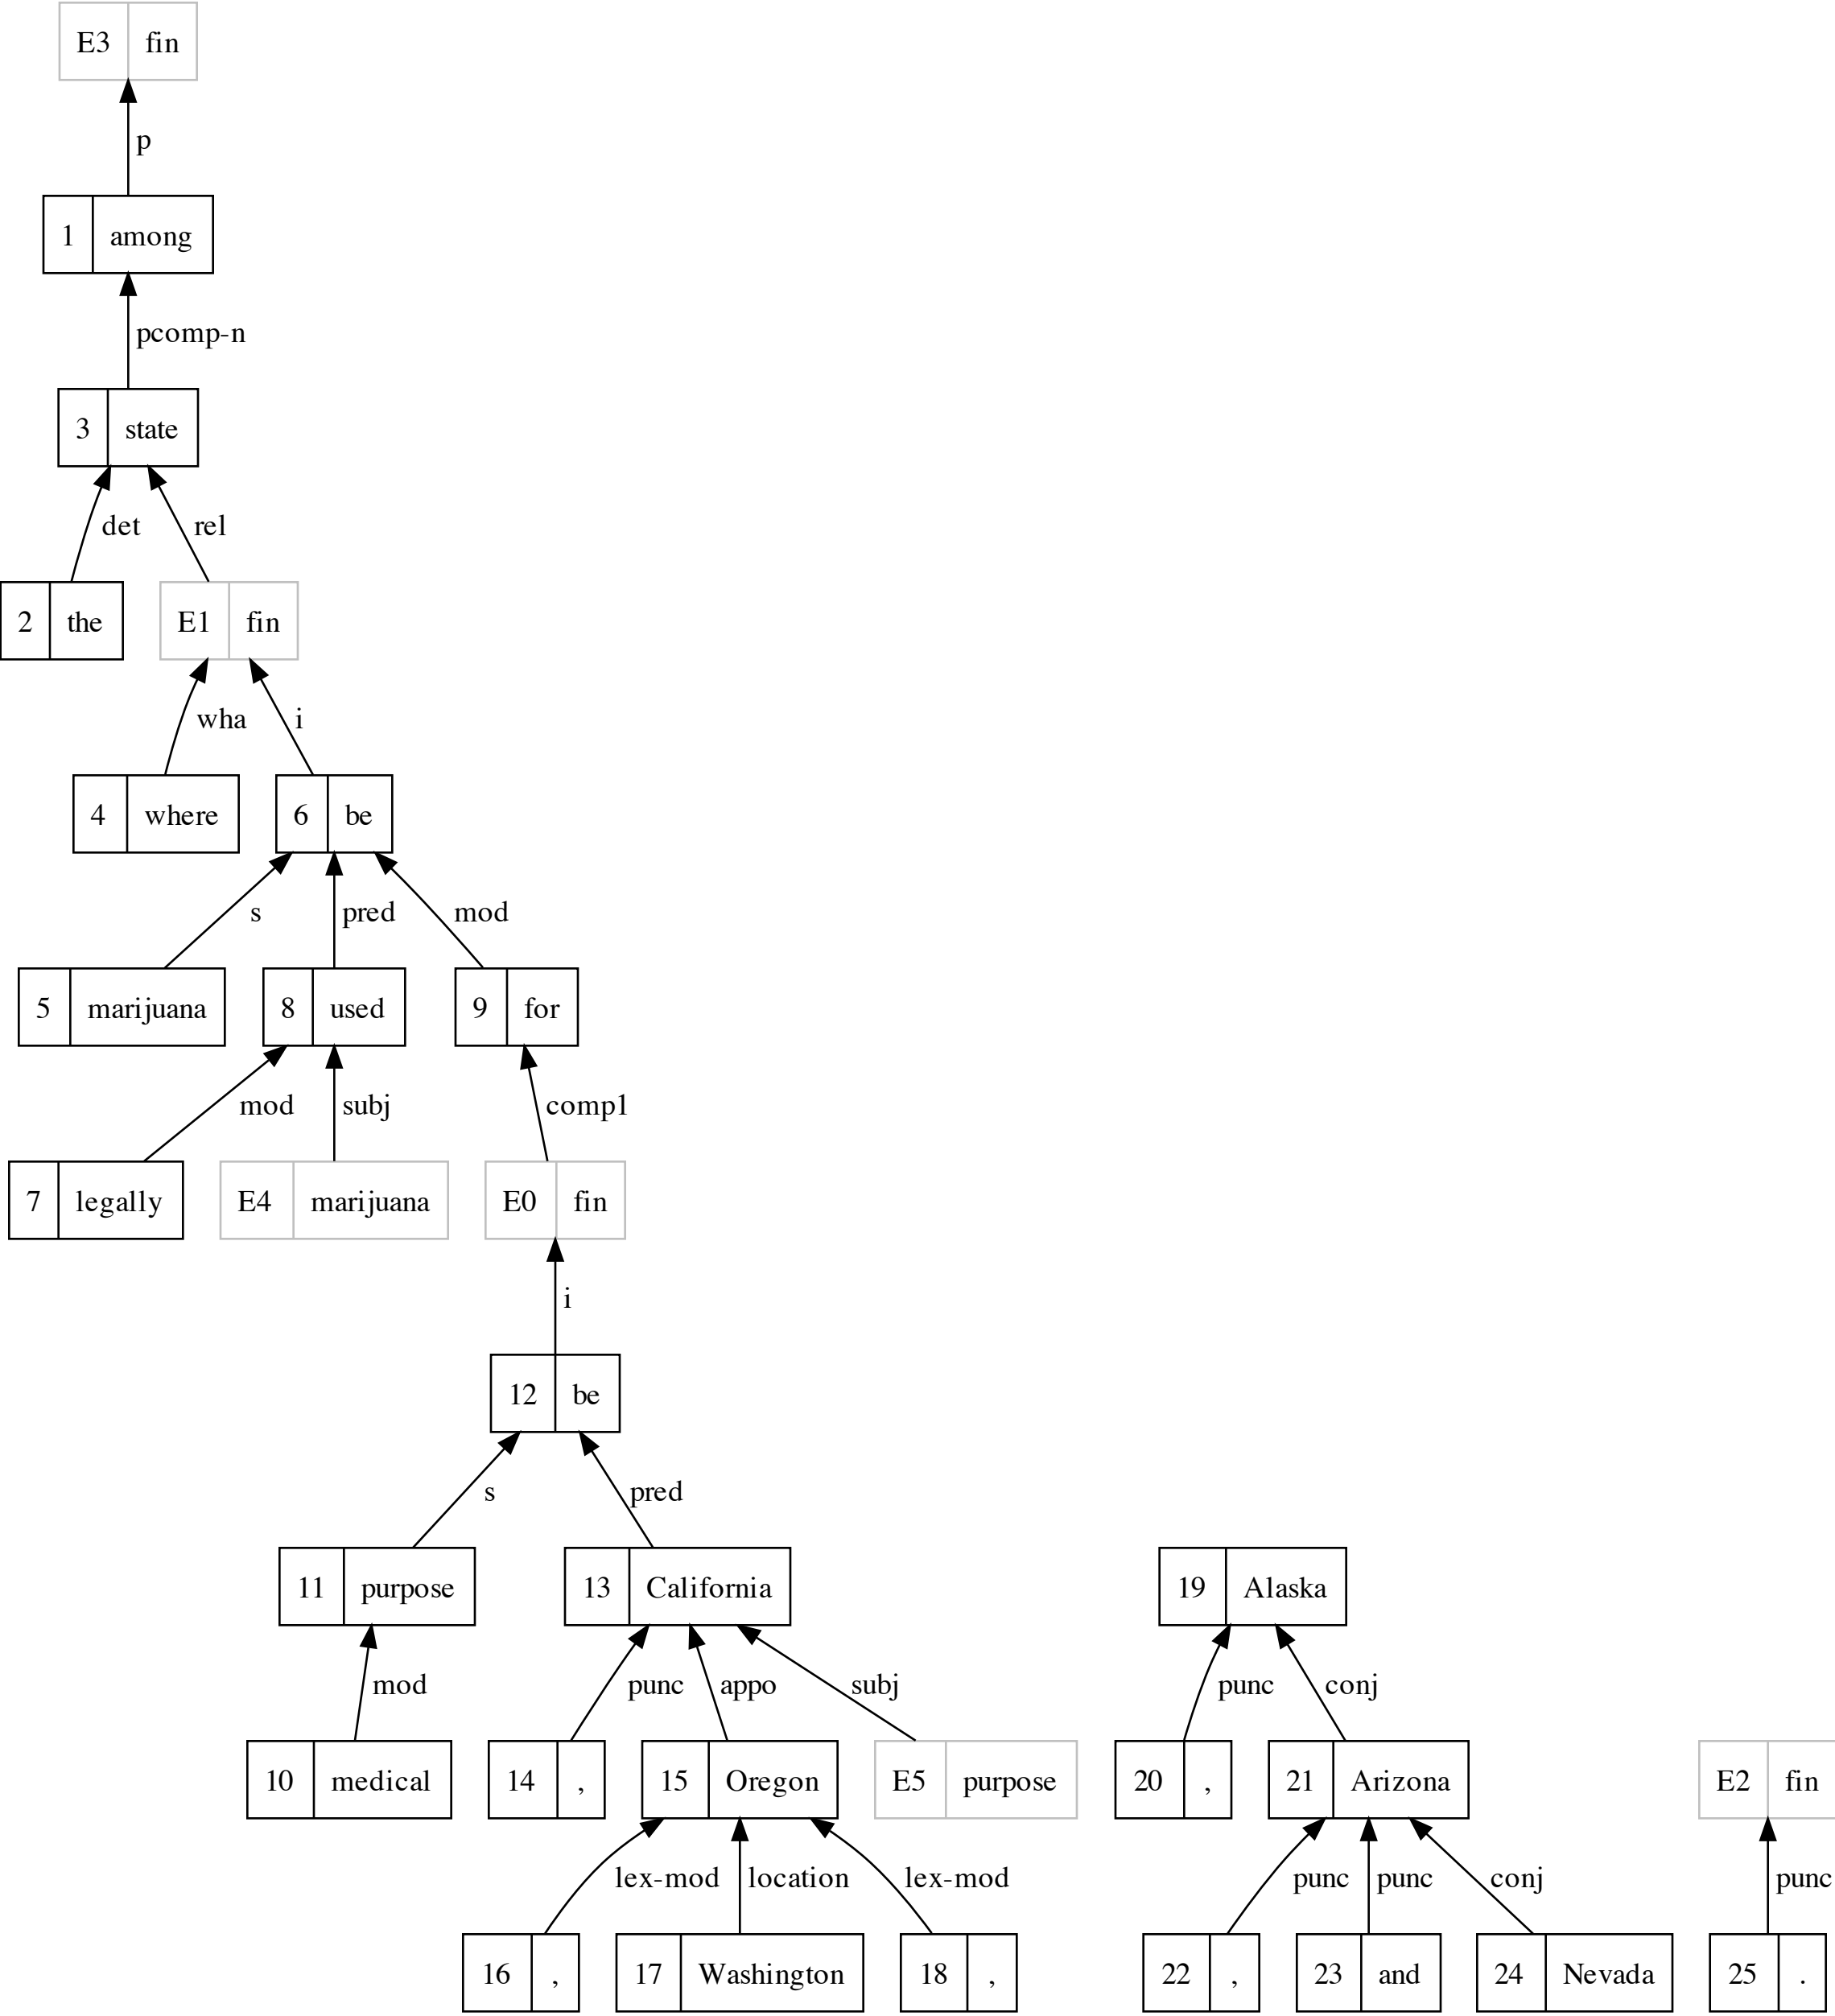 E3 fin
p
1 among
pcomp-n
3 state
det rel
2 the E1 fin
wha i
4 where 6 be
s pred mod
5 marijuana 8 used 9 for
mod subj comp1
7 legally E4 marijuana E0 fin
i
12 be
s pred
11 purpose 13 California 19 Alaska
mod punc appo subj punc conj
10 medical 14 , 15 Oregon E5 purpose 20 , 21 Arizona E2 fin
lex-mod location lex-mod punc punc conj punc
16 , 17 Washington 18 , 22 , 23 and 24 Nevada 25 .